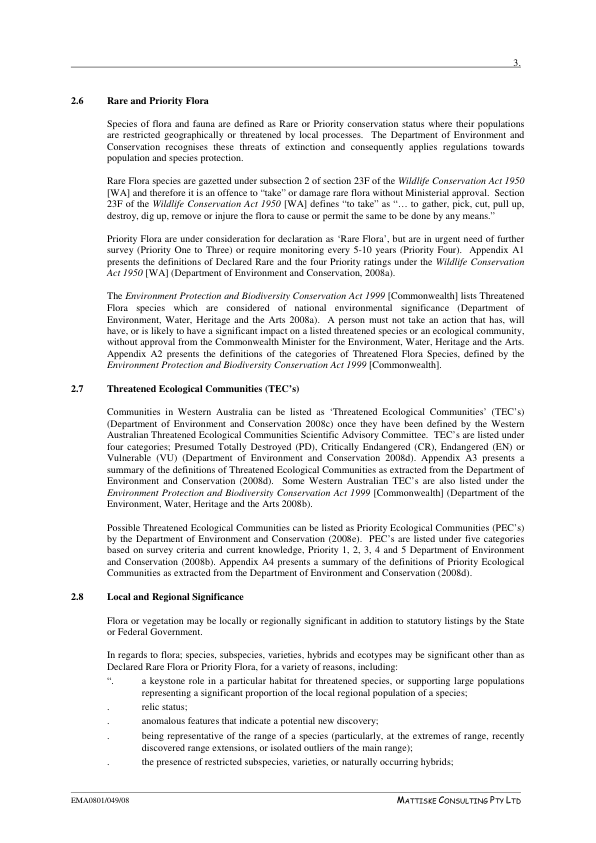 3.
2.6 Rare and Priority Flora
Species of flora and fauna are defined as Rare or Priority conservation status where their populations
are restricted geographically or threatened by local processes. The Department of Environment and
Conservation recognises these threats of extinction and consequently applies regulations towards
population and species protection.
Rare Flora species are gazetted under subsection 2 of section 23F of the Wildlife Conservation Act 1950
[WA] and therefore it is an offence to “take” or damage rare flora without Ministerial approval. Section
23F of the Wildlife Conservation Act 1950 [WA] defines “to take” as “… to gather, pick, cut, pull up,
destroy, dig up, remove or injure the flora to cause or permit the same to be done by any means.”
Priority Flora are under consideration for declaration as ‘Rare Flora’, but are in urgent need of further
survey (Priority One to Three) or require monitoring every 5-10 years (Priority Four). Appendix A1
presents the definitions of Declared Rare and the four Priority ratings under the Wildlife Conservation
Act 1950 [WA] (Department of Environment and Conservation, 2008a).
The Environment Protection and Biodiversity Conservation Act 1999 [Commonwealth] lists Threatened
Flora species which are considered of national environmental significance (Department of
Environment, Water, Heritage and the Arts 2008a). A person must not take an action that has, will
have, or is likely to have a significant impact on a listed threatened species or an ecological community,
without approval from the Commonwealth Minister for the Environment, Water, Heritage and the Arts.
Appendix A2 presents the definitions of the categories of Threatened Flora Species, defined by the
Environment Protection and Biodiversity Conservation Act 1999 [Commonwealth].
2.7 Threatened Ecological Communities (TEC’s)
Communities in Western Australia can be listed as ‘Threatened Ecological Communities’ (TEC’s)
(Department of Environment and Conservation 2008c) once they have been defined by the Western
Australian Threatened Ecological Communities Scientific Advisory Committee. TEC’s are listed under
four categories; Presumed Totally Destroyed (PD), Critically Endangered (CR), Endangered (EN) or
Vulnerable (VU) (Department of Environment and Conservation 2008d). Appendix A3 presents a
summary of the definitions of Threatened Ecological Communities as extracted from the Department of
Environment and Conservation (2008d). Some Western Australian TEC’s are also listed under the
Environment Protection and Biodiversity Conservation Act 1999 [Commonwealth] (Department of the
Environment, Water, Heritage and the Arts 2008b).
Possible Threatened Ecological Communities can be listed as Priority Ecological Communities (PEC’s)
by the Department of Environment and Conservation (2008e). PEC’s are listed under five categories
based on survey criteria and current knowledge, Priority 1, 2, 3, 4 and 5 Department of Environment
and Conservation (2008b). Appendix A4 presents a summary of the definitions of Priority Ecological
Communities as extracted from the Department of Environment and Conservation (2008d).
2.8 Local and Regional Significance
Flora or vegetation may be locally or regionally significant in addition to statutory listings by the State
or Federal Government.
In regards to flora; species, subspecies, varieties, hybrids and ecotypes may be significant other than as
Declared Rare Flora or Priority Flora, for a variety of reasons, including:
“. a keystone role in a particular habitat for threatened species, or supporting large populations
representing a significant proportion of the local regional population of a species;
. relic status;
. anomalous features that indicate a potential new discovery;
. being representative of the range of a species (particularly, at the extremes of range, recently
discovered range extensions, or isolated outliers of the main range);
. the presence of restricted subspecies, varieties, or naturally occurring hybrids;
EMA0801/049/08 MATTISKE CONSULTING PTY LTD